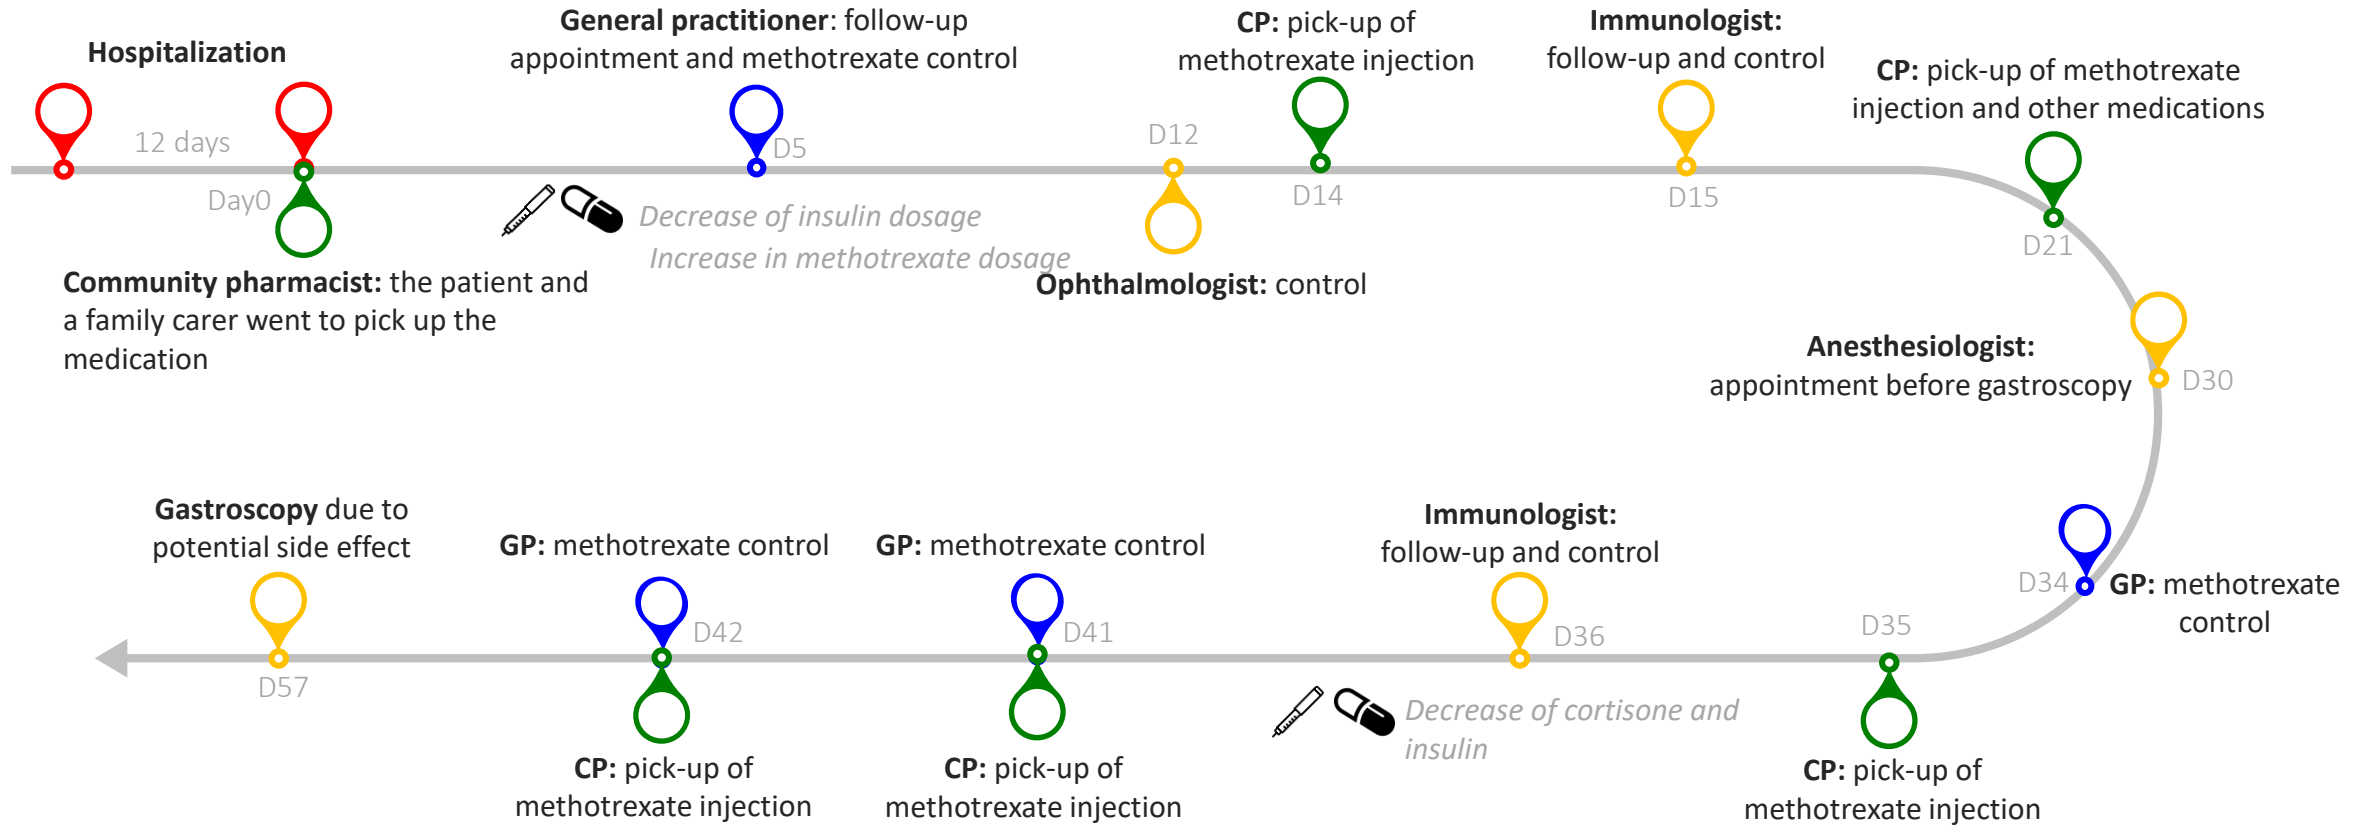 Hospitalization
12 days
Day0
Community pharmacist: the patient and
a family carer went to pick up the
medication
General practitioner: follow-up
appointment and methotrexate control
D5
Decrease of insulin dosage
Increase in methotrexate dosage
D12
Ophthalmologist: control
CP: pick-up of
methotrexate injection
D14
Immunologist:
follow-up and control
D15
CP: pick-up of methotrexate
injection and other medications
D21
Anesthesiologist:
appointment before gastroscopy
D30
D34
GP: methotrexate
control
D35
CP: pick-up of
methotrexate injection
Immunologist:
follow-up and control
D36
Decrease of cortisone and
insulin
GP: methotrexate control
D41
CP: pick-up of
methotrexate injection
GP: methotrexate control
D42
CP: pick-up of
methotrexate injection
Gastroscopy due to
potential side effect
D57